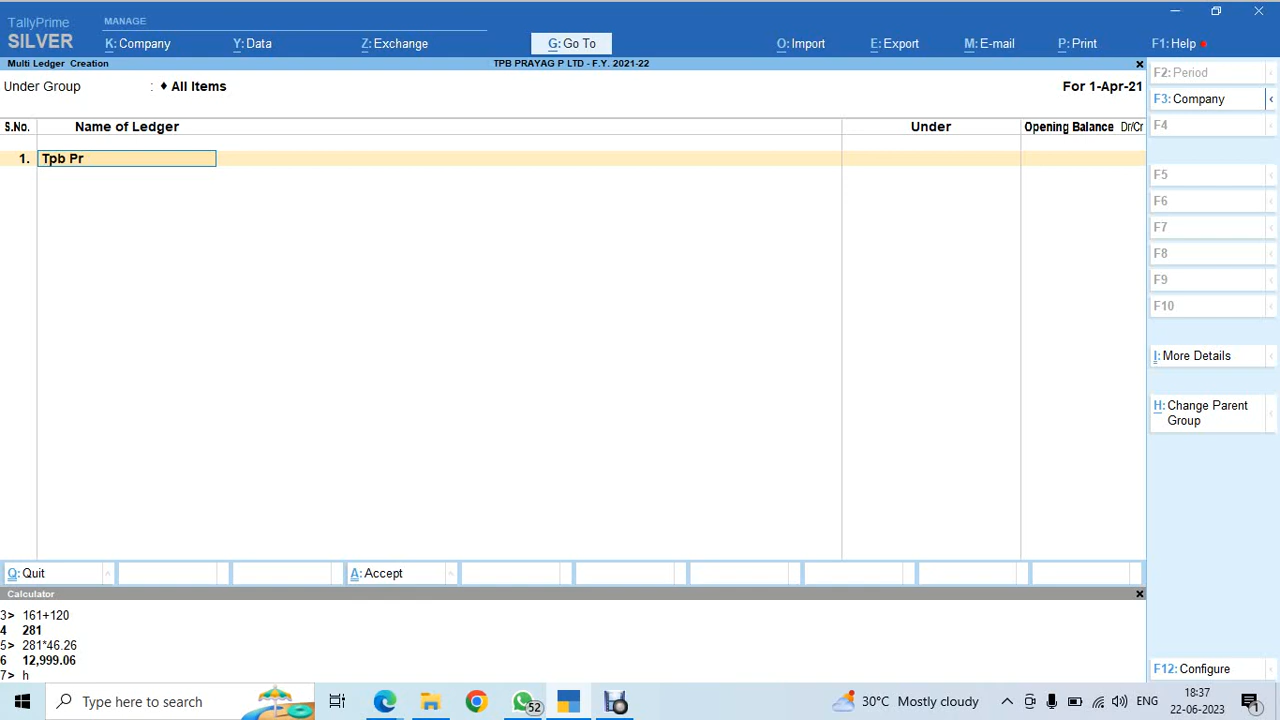 TallyPrime
SILVER
MANAGE
K: Company
Y: Data
Z: Exchange
G: Go To
O: Import
E: Export
M: E-mail
P: Print
F1: Help
Multi Ledger Creation
TPB PRAYAG P LTD - F.Y. 2021-22
Under Group : ♦ All Items
For 1-Apr-21
S.No. Name of Ledger Under Opening Balance Dr/Cr
1. Tpb Pr
F2: Period
F3: Company
F4
F5
F6
F7
F8
F9
F10
I: More Details
H: Change Parent
Group
F12: Configure
Q: Quit
A: Accept
Calculator
3> 161+120
4 281
5> 281*46.26
6 12,999.06
7> h
Type here to search
52
30°C Mostly cloudy
ENG
18:37
22-06-2023
1